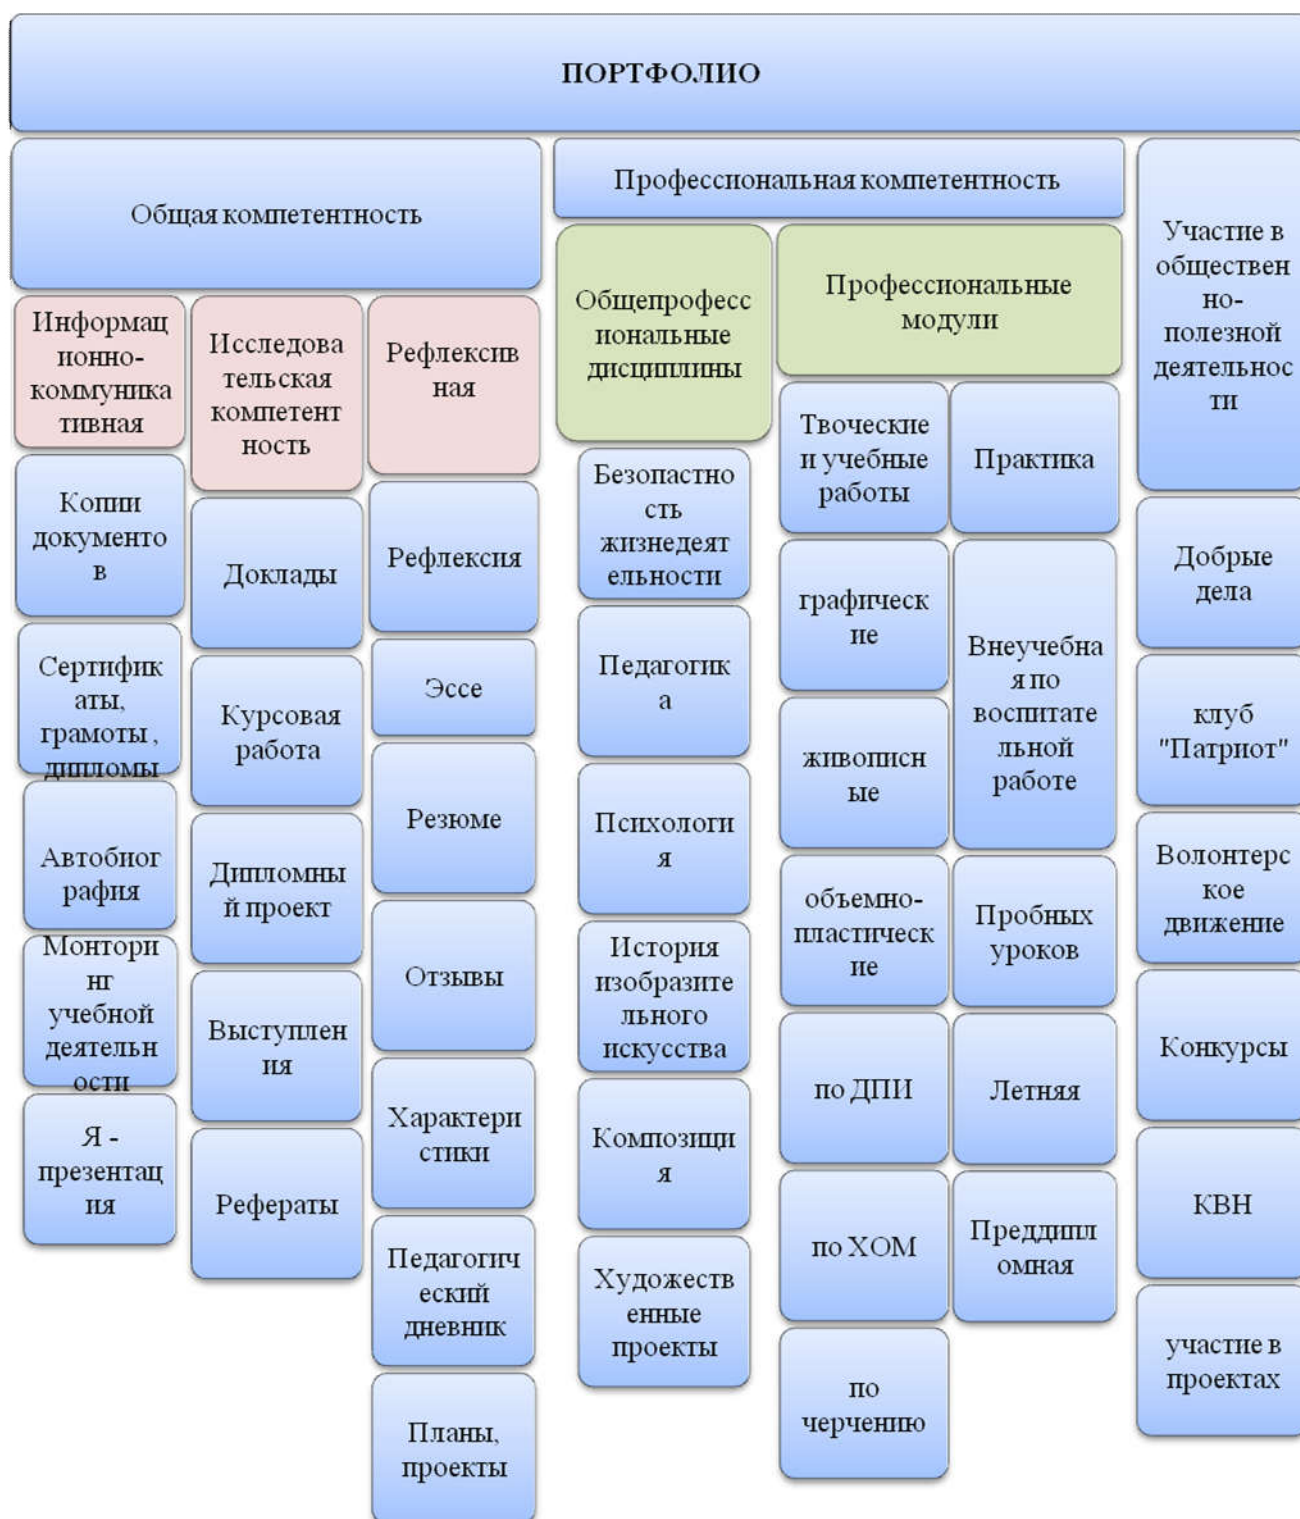 ПОРТФОЛИО
Общая компетентность
Информац
ионно-
коммуника
тивная
Копии
документо
в
Сертифик
аты,
грамоты ,
дипломы
Автобиог
рафия
Монторинг
нг
учебной
деятельн
ости
Я -
презентац
ия
Исследова
тельская
компетент
ность
Доклады
Курсовая
работа
Дипломны
й проект
Выступлен
ия
Рефераты
Рефлексив
ная
Рефлексия
Эссе
Резюме
Отзывы
Характери
стики
Педагогич
еский
дневник
Планы,
проекты
Профессиональная компетентность
Общепрофесс
иональные
дисциплины
Безопастно
сть
жизнедеят
ельности
Педагогик
а
Психологи
я
История
изобразите
льного
искусства
Композици
я
Художеств
енные
проекты
Профессиональные
модули
Твоческие
и учебные
работы
графическ
ие
живописн
ые
объемно-
пластическ
ие
по ДПИ
по ХОМ
по
черчению
Практика
Внеучебна
я по
воспитате
льной
работе
Пробных
уроков
Летняя
Преддипл
омная
Участие в
обществен
но-
полезной
деятельнос
ти
Добрые
дела
клуб
"Патриот"
Волонтерс
кое
движение
Конкурсы
КВН
участие в
проектах